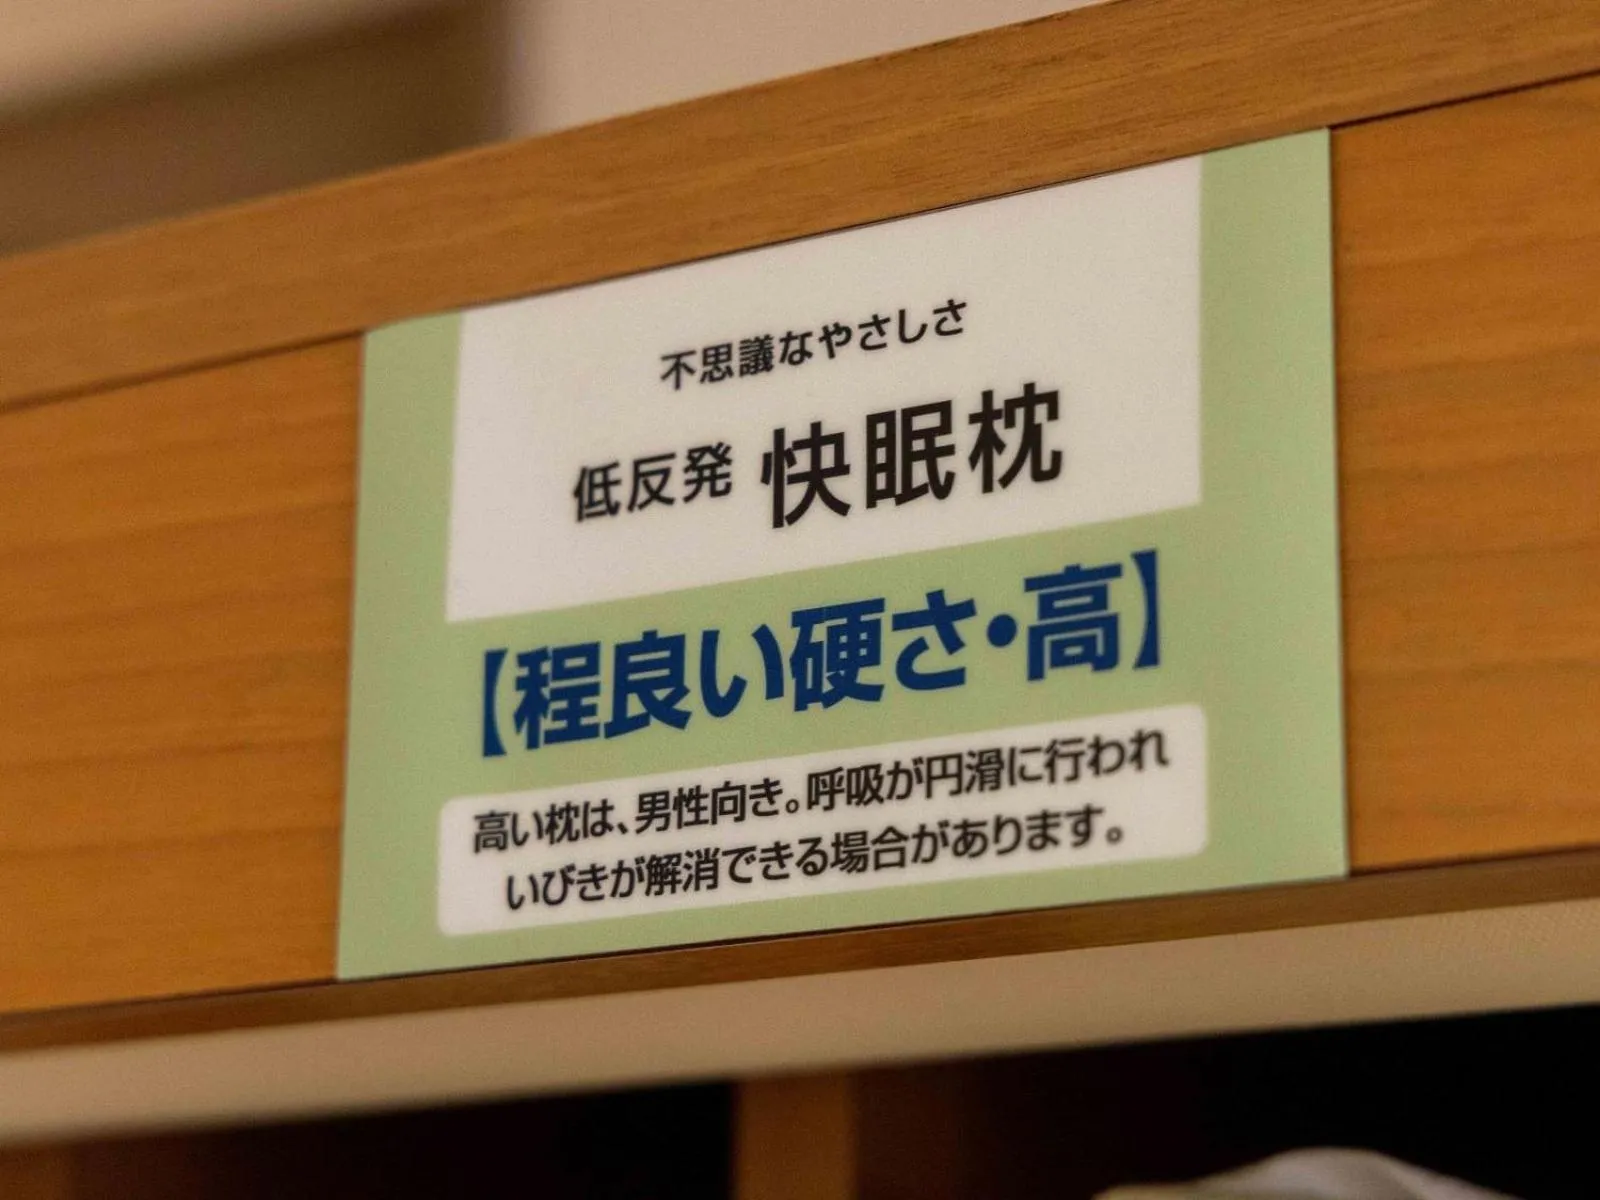 不思議なやさしさ
低反発 快眠枕
【程良い硬さ・高】
高い枕は、男性向き。呼吸が円滑に行われ
いびきが解消できる場合があります。